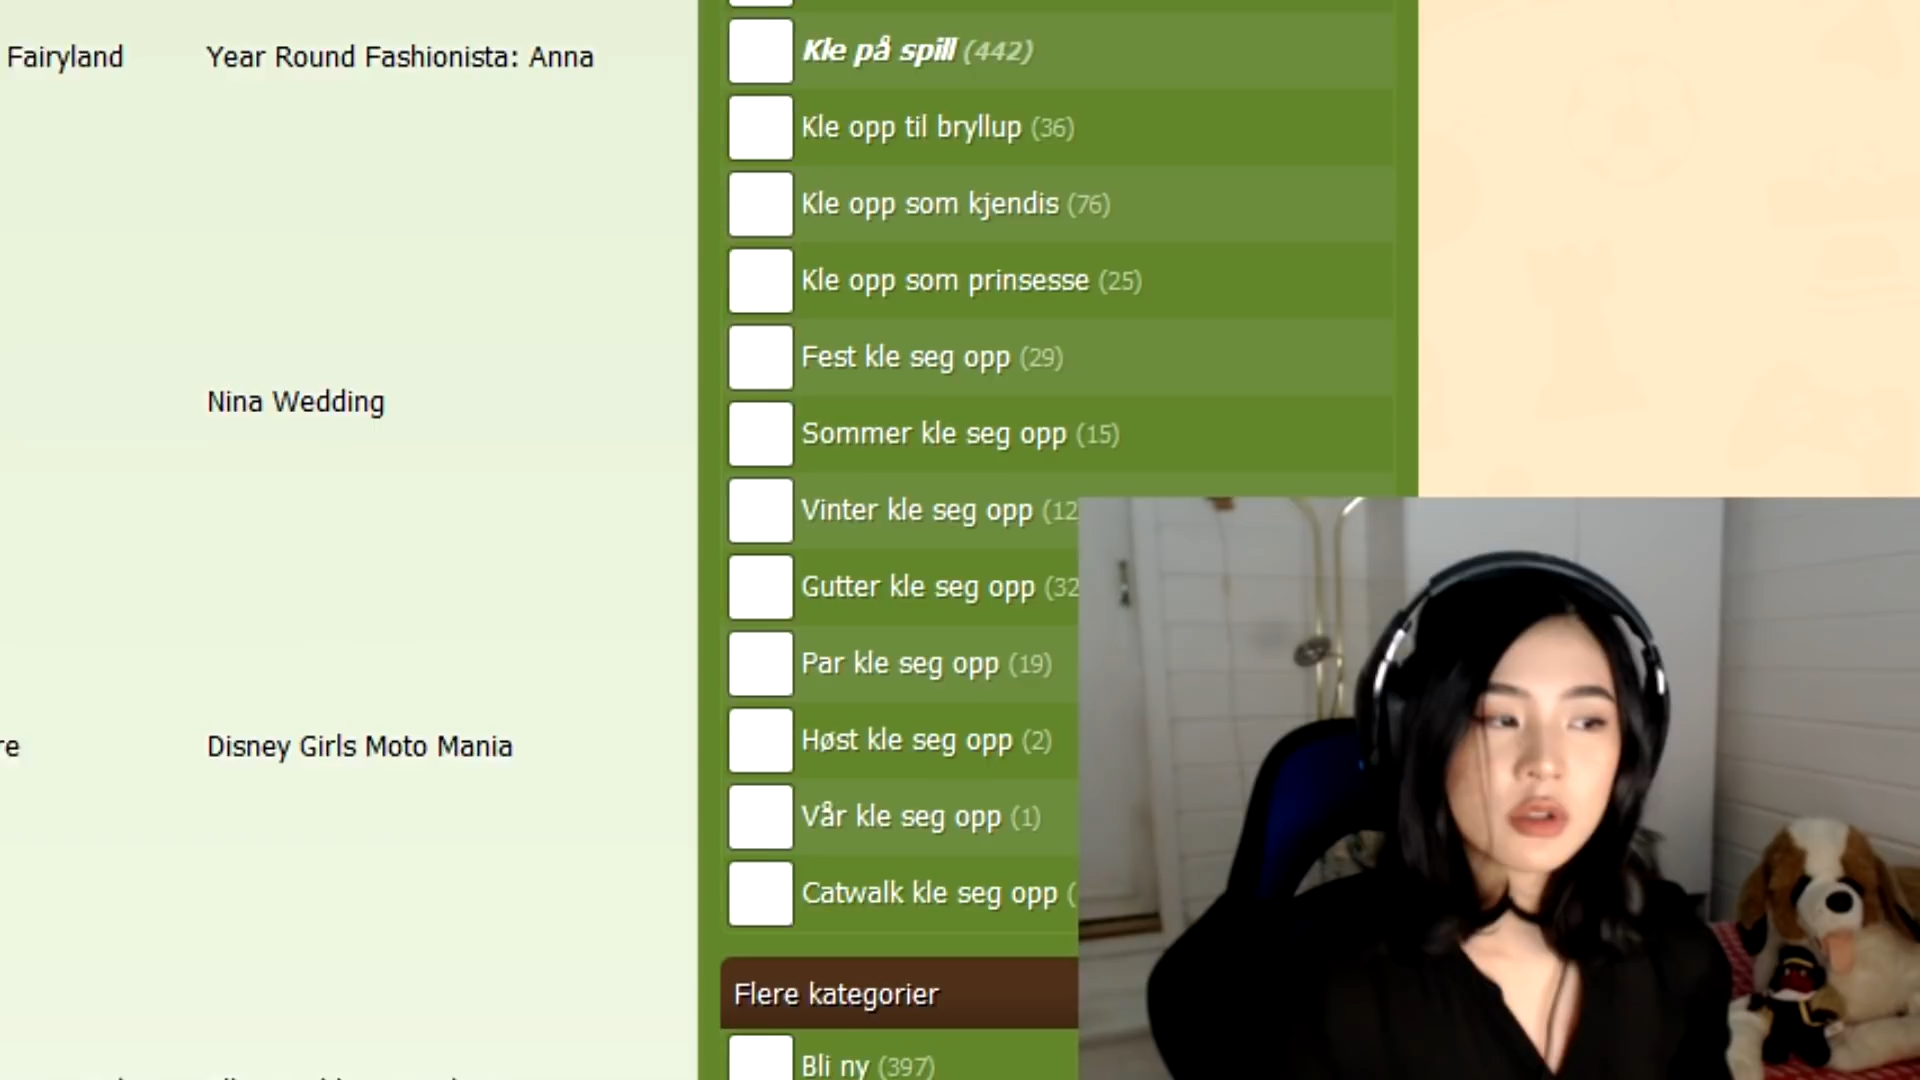 Fairyland
Year Round Fashionista: Anna
Nina Wedding
re
Disney Girls Moto Mania
Kle på spill (442)
Kle opp til bryllup (36)
Kle opp som kjendis (76)
Kle opp som prinsesse (25)
Fest kle seg opp (29)
Sommer kle seg opp (15)
Vinter kle seg opp (12
Gutter kle seg opp (32
Par kle seg opp (19)
Høst kle seg opp (2)
Vår kle seg opp (1)
Catwalk kle seg opp (
Flere kategorier
Bli ny (397)